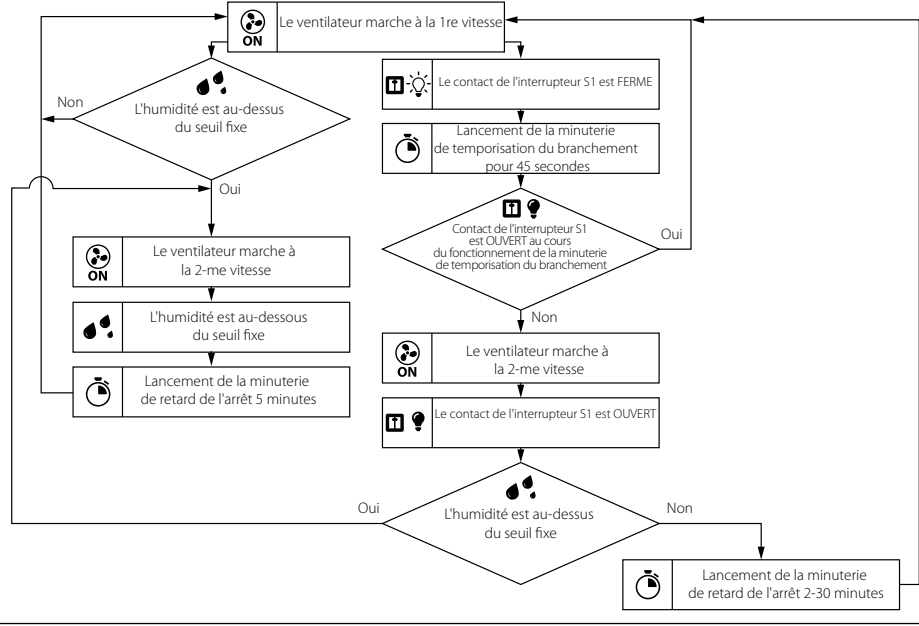 ON
Le ventilateur marche à la 1re vitesse
Non
L'humidité est au-dessus
du seuil fixe
Oui
ON
Le ventilateur marche à
la 2-me vitesse
L'humidité est au-dessous
du seuil fixe
Lancement de la minuterie
de retard de l'arrêt 5 minutes
Le contact de l'interrupteur S1 est FERME
Lancement de la minuterie
de temporisation du branchement
pour 45 secondes
Contact de l'interrupteur S1
est OUVERT au cours
du fonctionnement de la minuterie
de temporisation du branchement
Oui
Non
ON
Le ventilateur marche à
la 2-me vitesse
Le contact de l'interrupteur S1 est OUVERT
Oui
L'humidité est au-dessus
du seuil fixe
Non
Lancement de la minuterie
de retard de l'arrêt 2-30 minutes